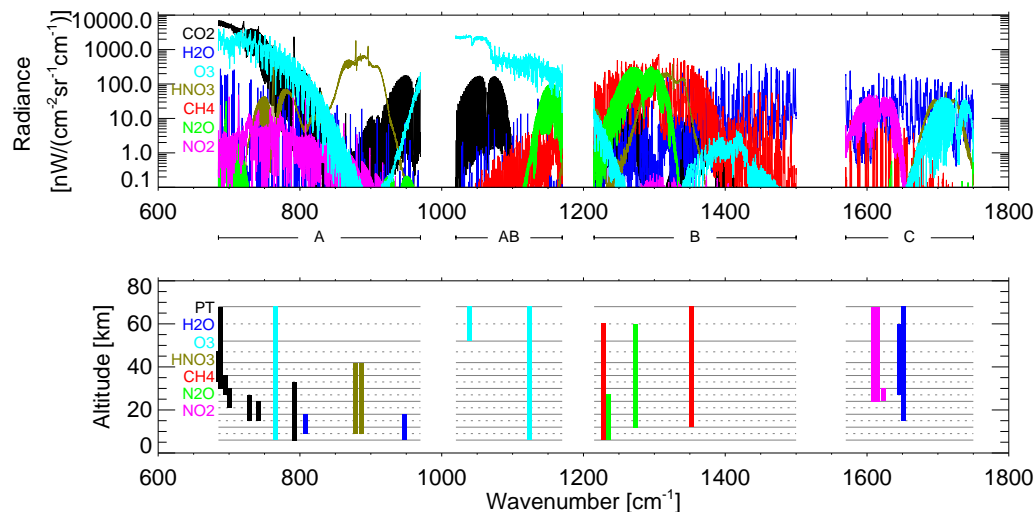 Radiance
[nW/(cm⁻²sr⁻¹cm⁻¹)]
10000.0
1000.0
100.0
10.0
1.0
0.1
CO2
H2O
O3
HNO3
CH4
N2O
NO2
600 800 1000 1200 1400 1600 1800
A AB B C
Altitude [km]
80
60
40
20
0
PT
H2O
O3
HNO3
CH4
N2O
NO2
600 800 1000 1200 1400 1600 1800
Wavenumber [cm⁻¹]